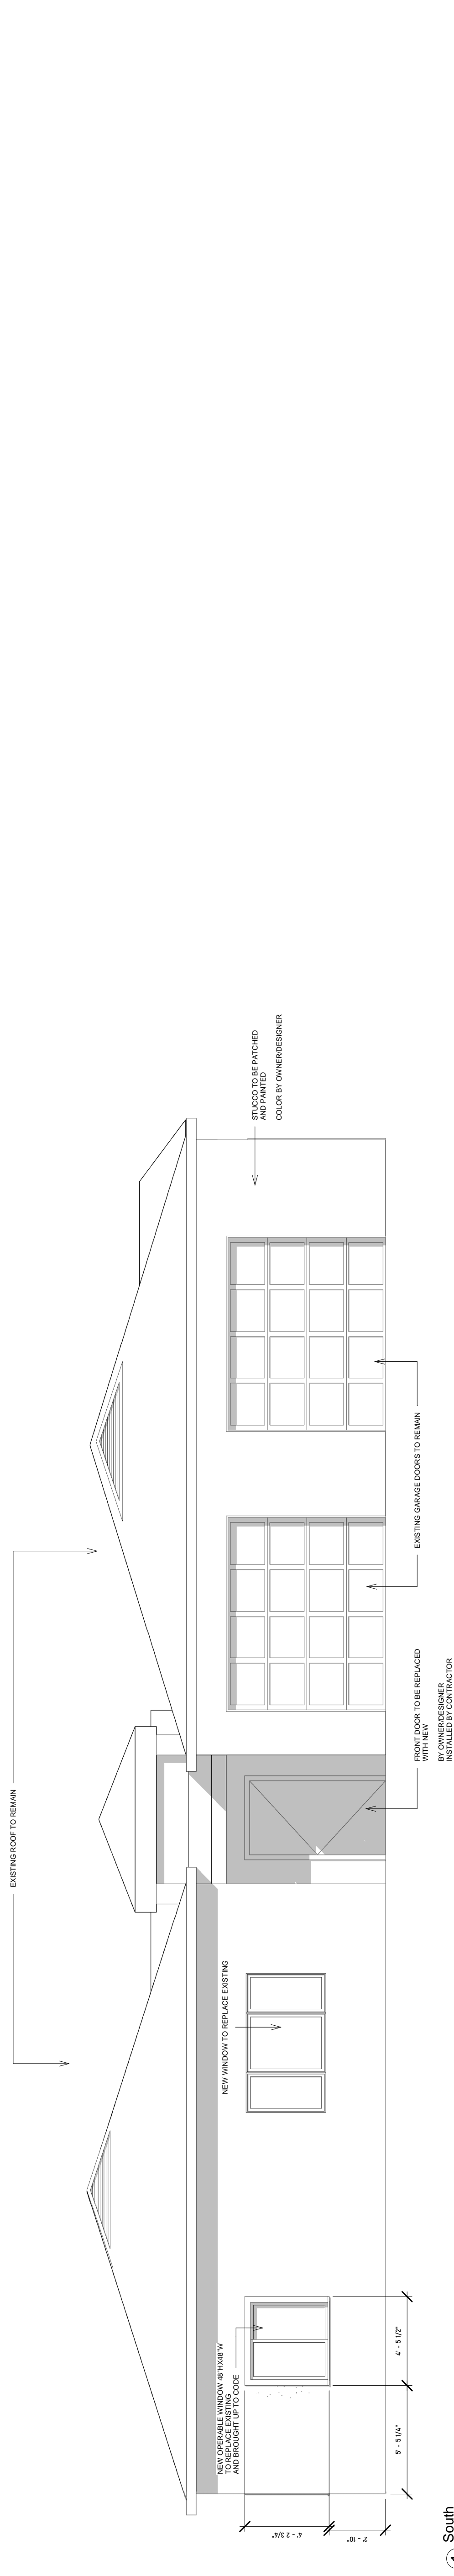 EXISTING ROOF TO REMAIN
STUCCO TO BE PATCHED
AND PAINTED
COLOR BY OWNER/DESIGNER
NEW OPERABLE WINDOW 48"HX48"W
TO REPLACE EXISTING
AND BROUGHT UP TO CODE
NEW WINDOW TO REPLACE EXISTING
FRONT DOOR TO BE REPLACED
WITH NEW
BY OWNER/DESIGNER
INSTALLED BY CONTRACTOR
EXISTING GARAGE DOORS TO REMAIN
4' - 2 3/4"
2' - 10"
5' - 5 1/4"
4' - 5 1/2"
South